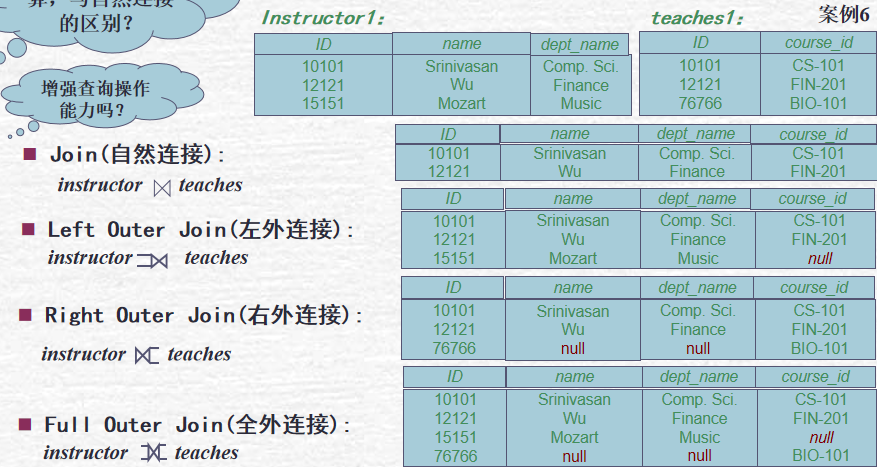 算，与自然连接
的区别？
增强查询操作
能力吗？
案例6
Instructor1:
ID name dept_name
10101 Srinivasan Comp. Sci.
12121 Wu Finance
15151 Mozart Music
teaches1:
ID course_id
10101 CS-101
12121 FIN-201
76766 BIO-101
■ Join(自然连接):
instructor ⋈ teaches
ID name dept_name course_id
10101 Srinivasan Comp. Sci. CS-101
12121 Wu Finance FIN-201
■ Left Outer Join(左外连接):
instructor ⟕ teaches
ID name dept_name course_id
10101 Srinivasan Comp. Sci. CS-101
12121 Wu Finance FIN-201
15151 Mozart Music null
■ Right Outer Join(右外连接):
instructor ⟖ teaches
ID name dept_name course_id
10101 Srinivasan Comp. Sci. CS-101
12121 Wu Finance FIN-201
76766 null null BIO-101
■ Full Outer Join(全外连接):
instructor ⟗ teaches
ID name dept_name course_id
10101 Srinivasan Comp. Sci. CS-101
12121 Wu Finance FIN-201
15151 Mozart Music null
76766 null null BIO-101